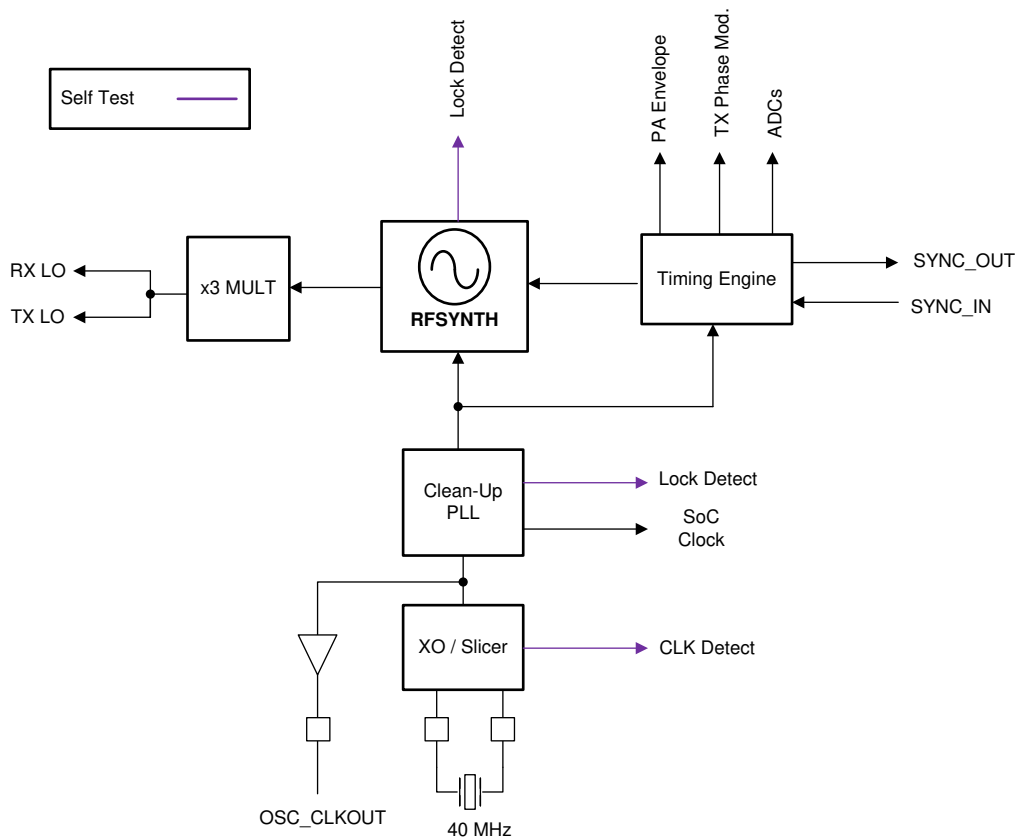 Lock Detect
PA Envelope
TX Phase Mod.
ADCs
Self Test
RX LO
TX LO
x3 MULT
RFSYNTH
Timing Engine
SYNC_OUT
SYNC_IN
Clean-Up
PLL
Lock Detect
SoC
Clock
XO / Slicer
CLK Detect
OSC_CLKOUT
40 MHz